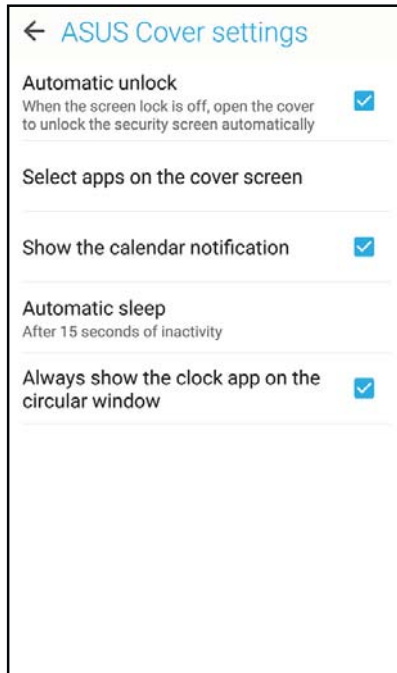 ASUS Cover settings
Automatic unlock
When the screen lock is off, open the cover
to unlock the security screen automatically
Select apps on the cover screen
Show the calendar notification
Automatic sleep
After 15 seconds of inactivity
Always show the clock app on the
circular window